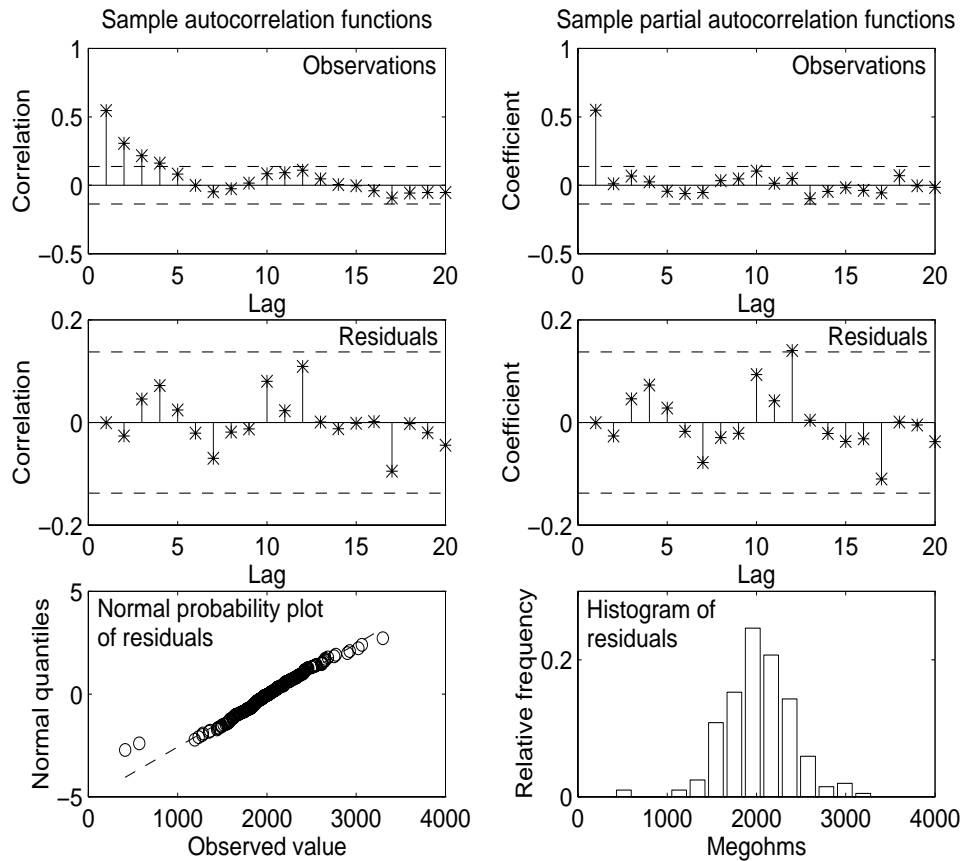 Sample autocorrelation functions
Sample partial autocorrelation functions
1
0.5
0
−0.5
Correlation
Observations
0 5 10 15 20
Lag
1
0.5
0
−0.5
Coefficient
Observations
0 5 10 15 20
Lag
0.2
0
−0.2
Correlation
Residuals
0 5 10 15 20
Lag
0.2
0
−0.2
Coefficient
Residuals
0 5 10 15 20
Lag
5
0
−5
Normal quantiles
Normal probability plot
of residuals
0 1000 2000 3000 4000
Observed value
0.2
0
Relative frequency
Histogram of
residuals
0 1000 2000 3000 4000
Megohms